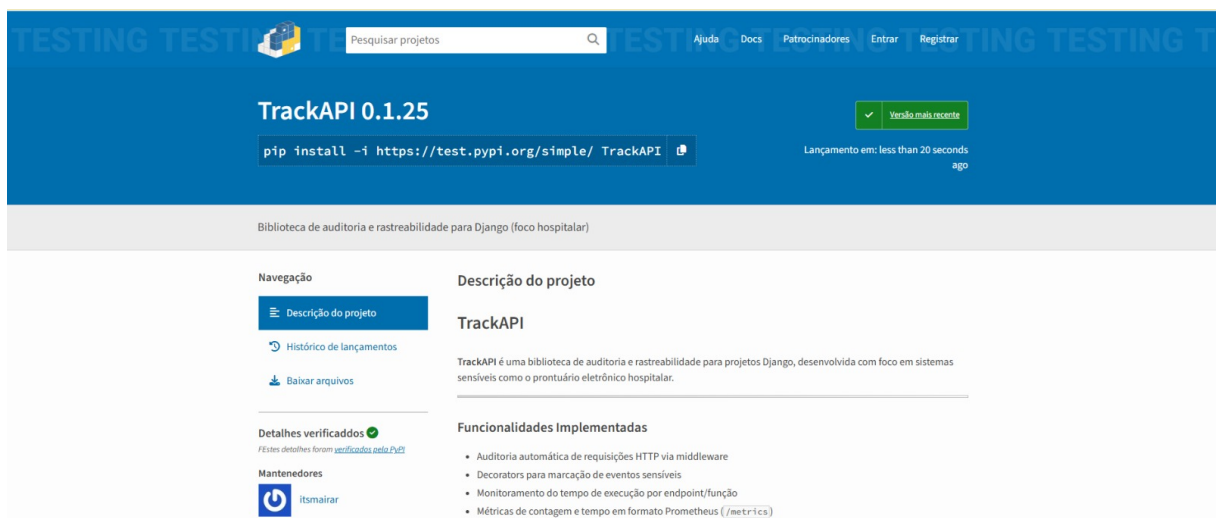 TESTING TESTING TESTING TESTING T
Pesquisar projetos
Ajuda Docs Patrocinadores Entrar Registrar
TrackAPI 0.1.25
pip install -i https://test.pypi.org/simple/ TrackAPI
Versão mais recente
Lançamento em: less than 20 seconds
ago
Biblioteca de auditoria e rastreabilidade para Django (foco hospitalar)
Navegação
Descrição do projeto
Histórico de lançamentos
Baixar arquivos
Detalhes verificaddos
FEstes detalhes foram verificados pela PyPI
Mantenedores
itsmairar
Descrição do projeto
TrackAPI
TrackAPI é uma biblioteca de auditoria e rastreabilidade para projetos Django, desenvolvida com foco em sistemas
sensíveis como o prontuário eletrônico hospitalar.
Funcionalidades Implementadas
• Auditoria automática de requisições HTTP via middleware
• Decorators para marcação de eventos sensíveis
• Monitoramento do tempo de execução por endpoint/função
• Métricas de contagem e tempo em formato Prometheus (/metrics)